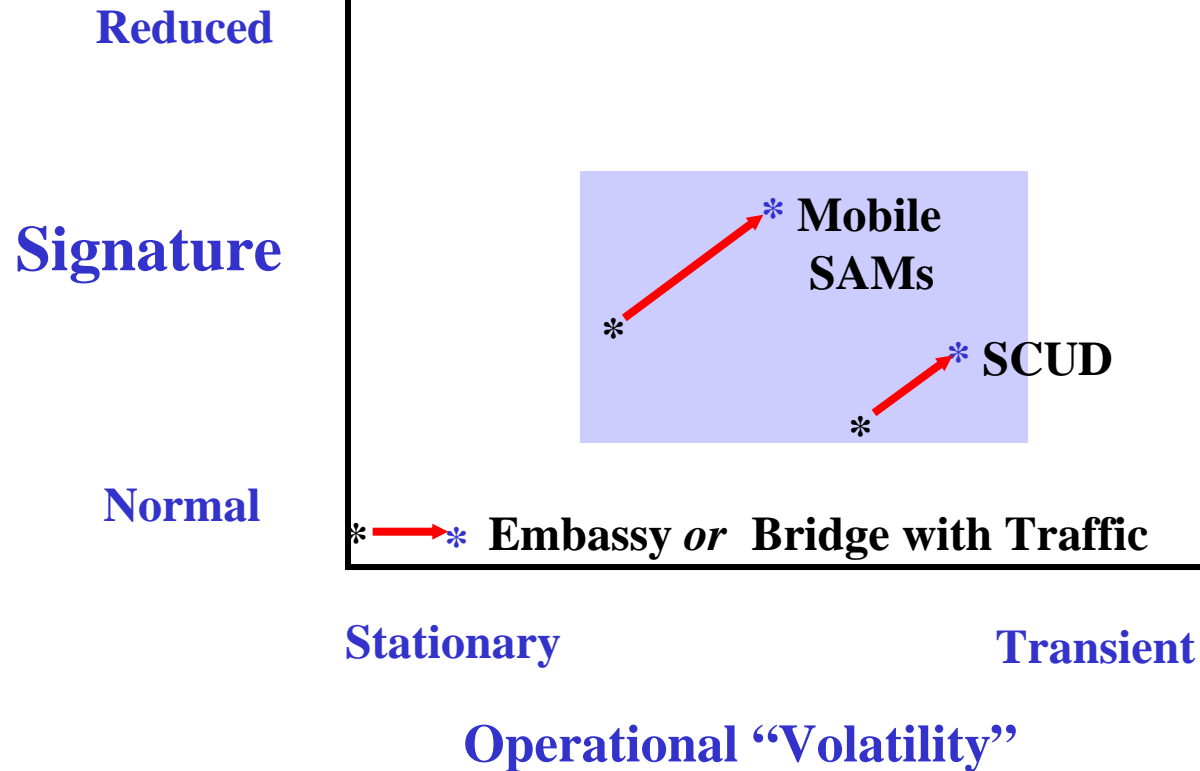 Reduced
* Mobile
SAMs
Signature
*
* SCUD
*
Normal
* * Embassy or Bridge with Traffic
Stationary
Transient
Operational “Volatility”